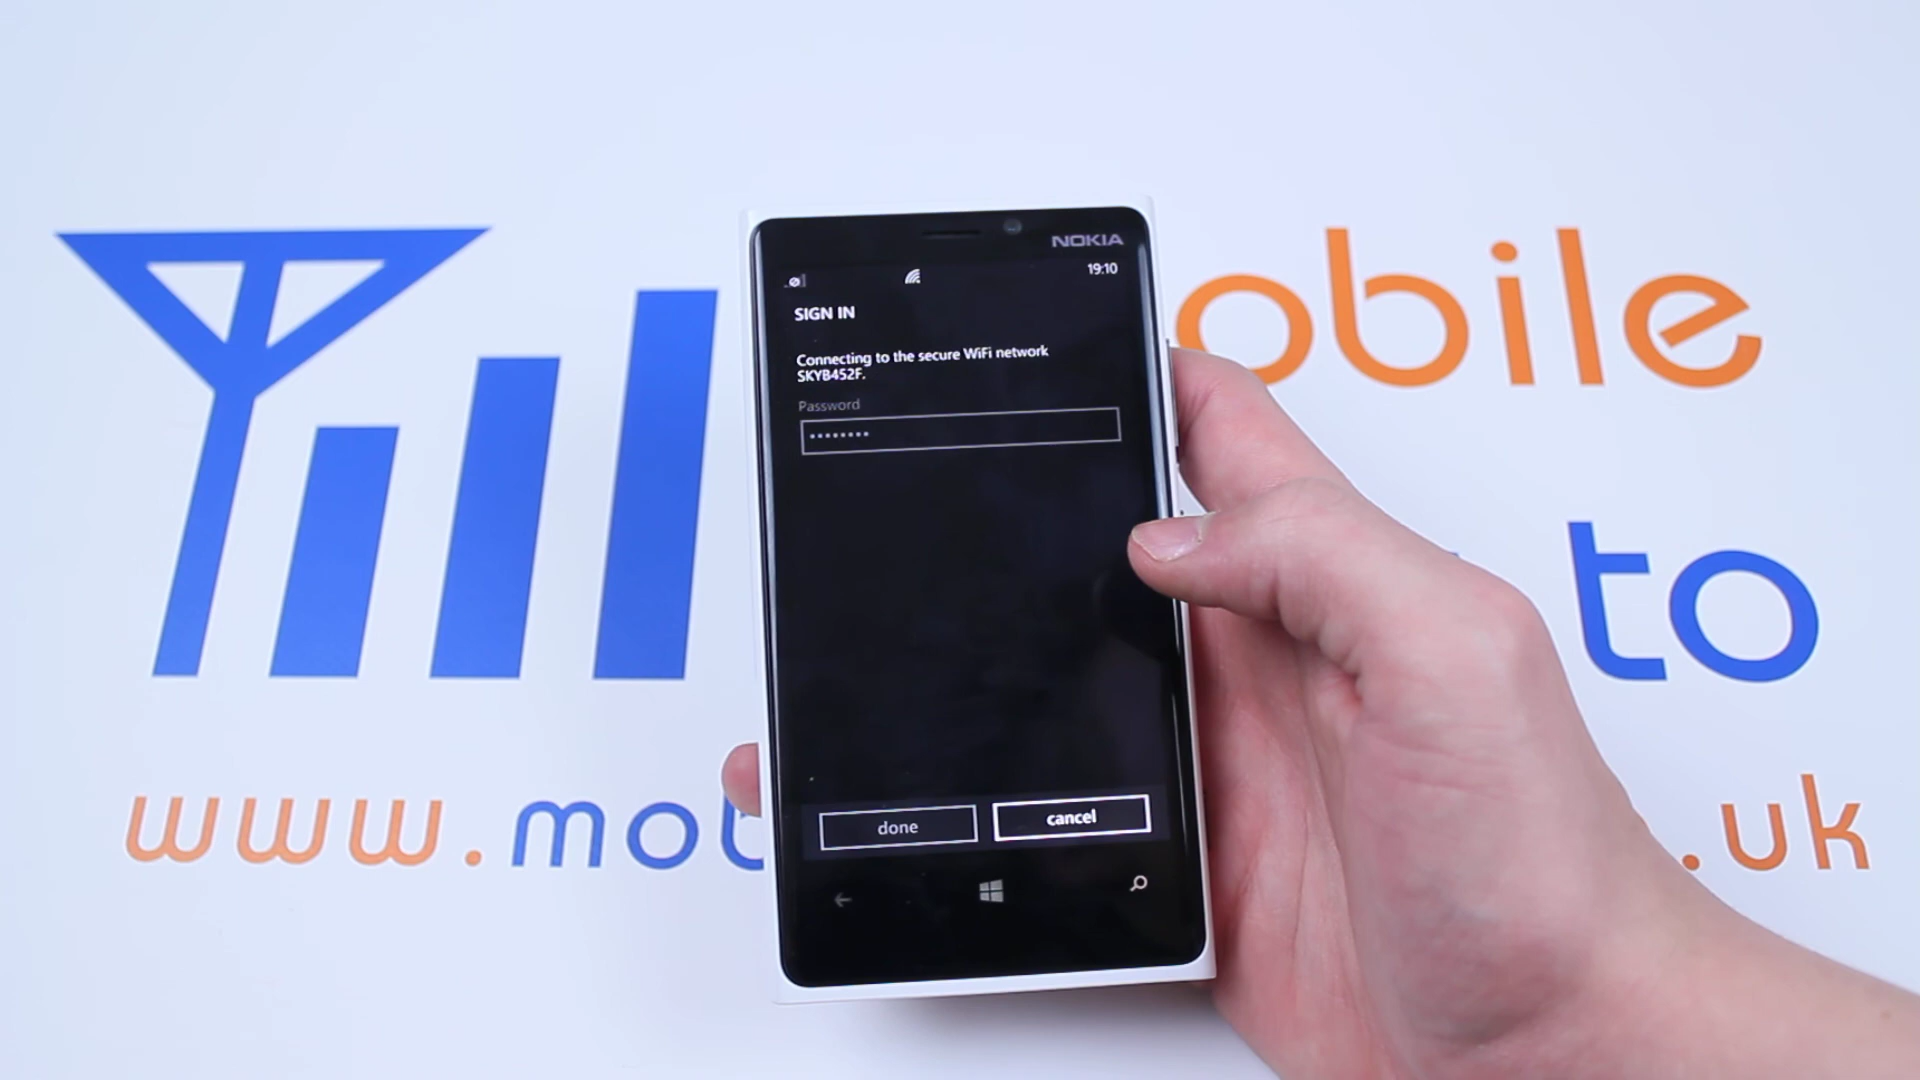 NOKIA
19:10
SIGN IN
Connecting to the secure WiFi network
SKYB452F.
Password
••••••••
done
cancel
obile
to
www.mob
.uk